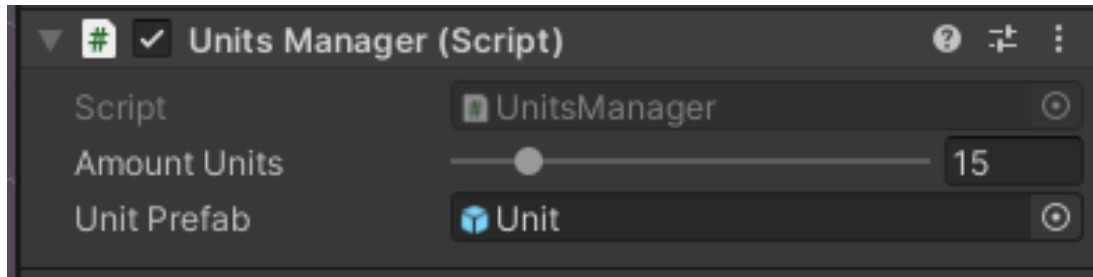 Units Manager (Script)
Script UnitsManager
Amount Units 15
Unit Prefab Unit